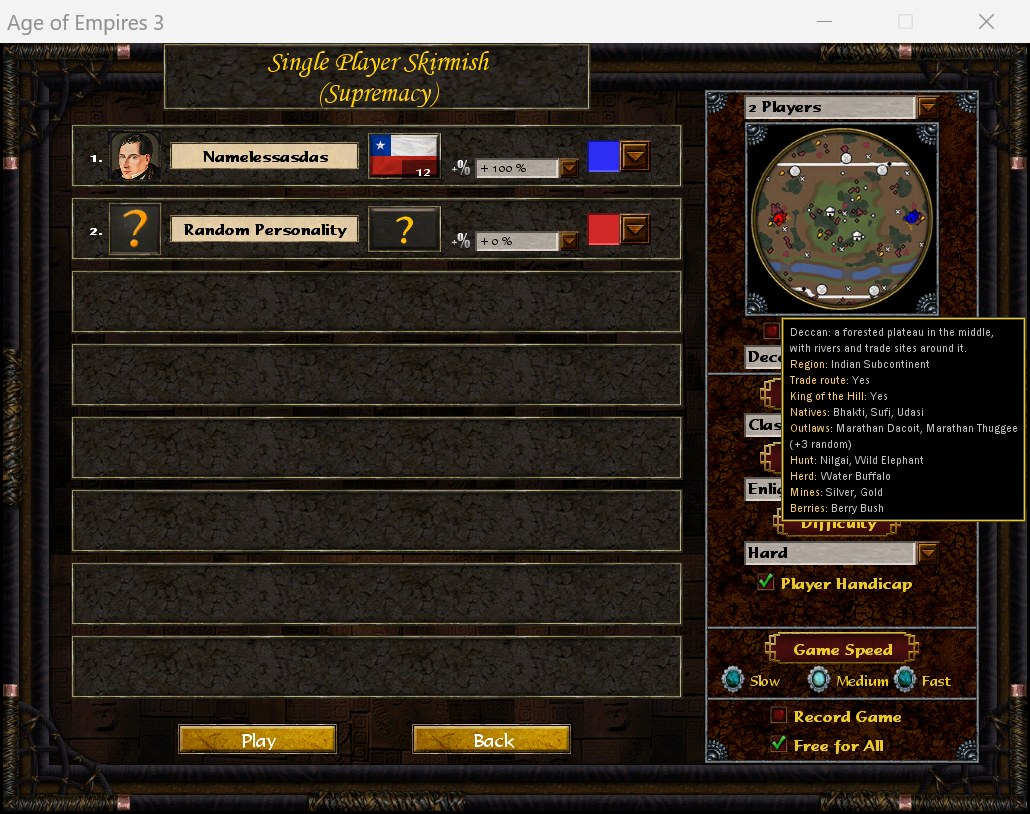 Age of Empires 3
Single Player Skirmish
(Supremacy)
2 Players
1.
Namelessasdas
12
+%
+ 100 %
2.
?
Random Personality
?
+%
+ 0 %
Deccan: a forested plateau in the middle,
with rivers and trade sites around it.
Region: Indian Subcontinent
Trade route: Yes
King of the Hill: Yes
Natives: Bhakti, Sufi, Udasi
Outlaws: Marathan Dacoit, Marathan Thuggee
(+3 random)
Hunt: Nilgai, Wild Elephant
Herd: Water Buffalo
Mines: Silver, Gold
Berries: Berry Bush
Difficulty
Hard
Player Handicap
Game Speed
Slow
Medium
Fast
Record Game
Free for All
Play
Back